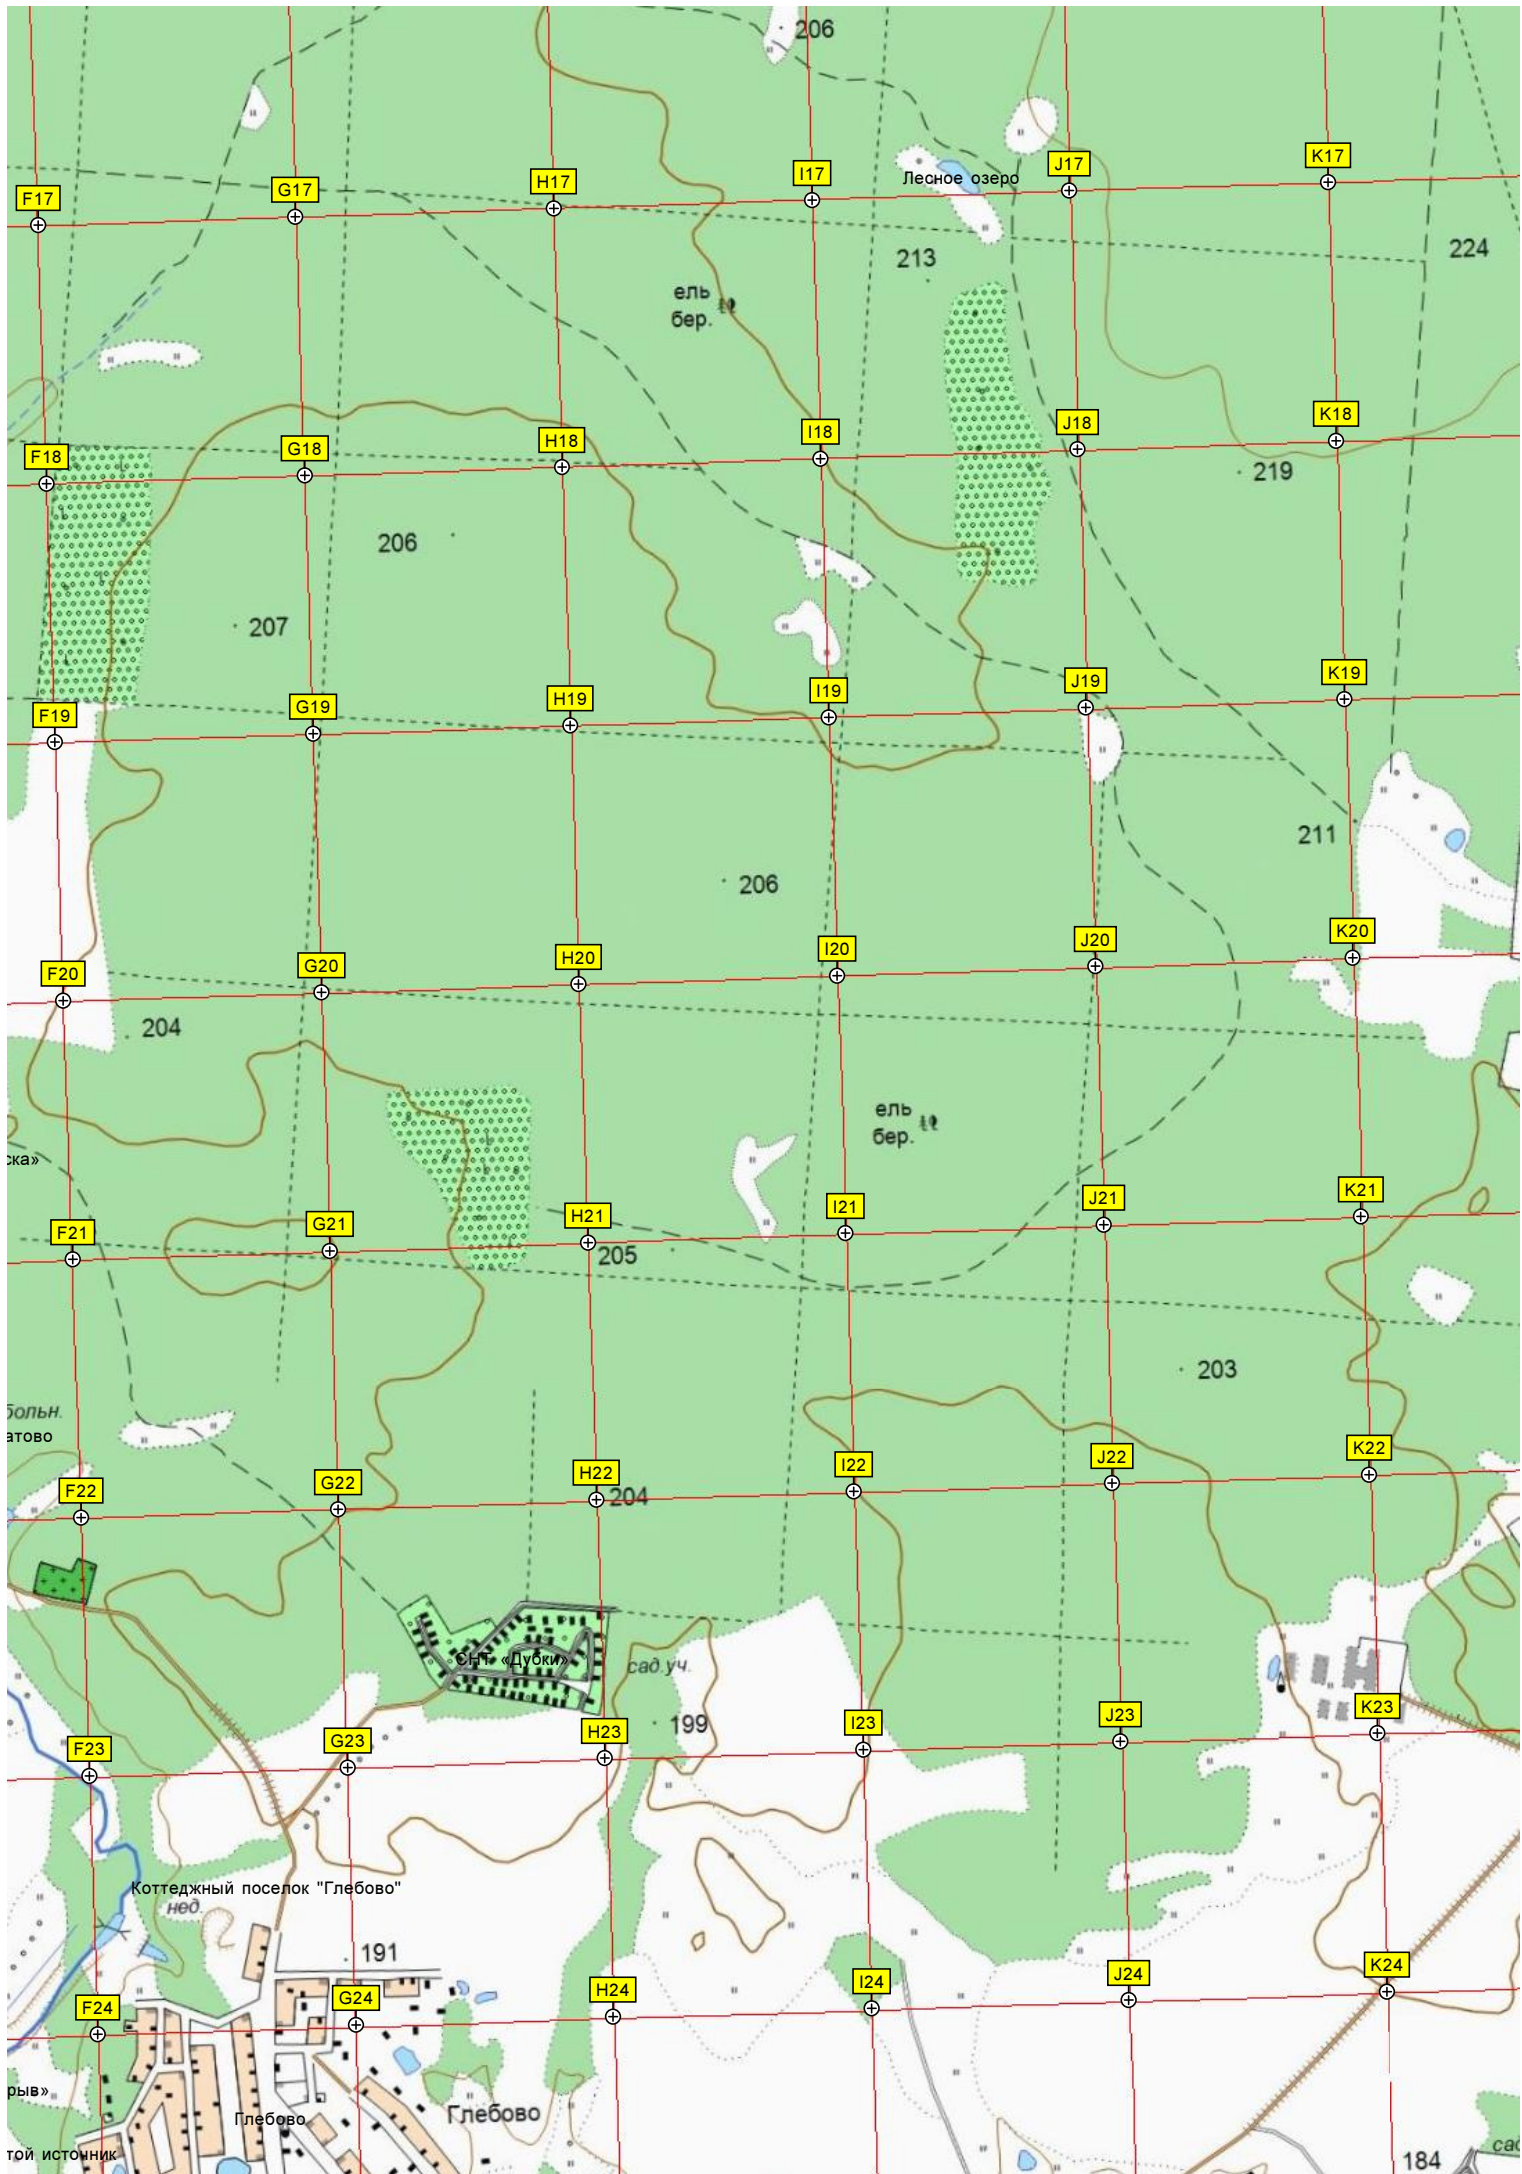 206
F17
G17
H17
I17
Лесное озеро
J17
K17
213
224
ель
бер.
F18
G18
H18
I18
J18
K18
219
206
207
F19
G19
H19
I19
J19
K19
211
206
F20
G20
H20
I20
J20
K20
204
ель
бер.
ска»
F21
G21
H21
I21
J21
K21
205
203
больн.
атово
F22
G22
H22
I22
J22
K22
204
СНТ «Дубки»
сад.уч.
199
F23
G23
H23
I23
J23
K23
Коттеджный поселок "Глебово"
нед.
191
F24
G24
H24
I24
J24
K24
рыв»
Глебово
Глебово
той источник
184
сад